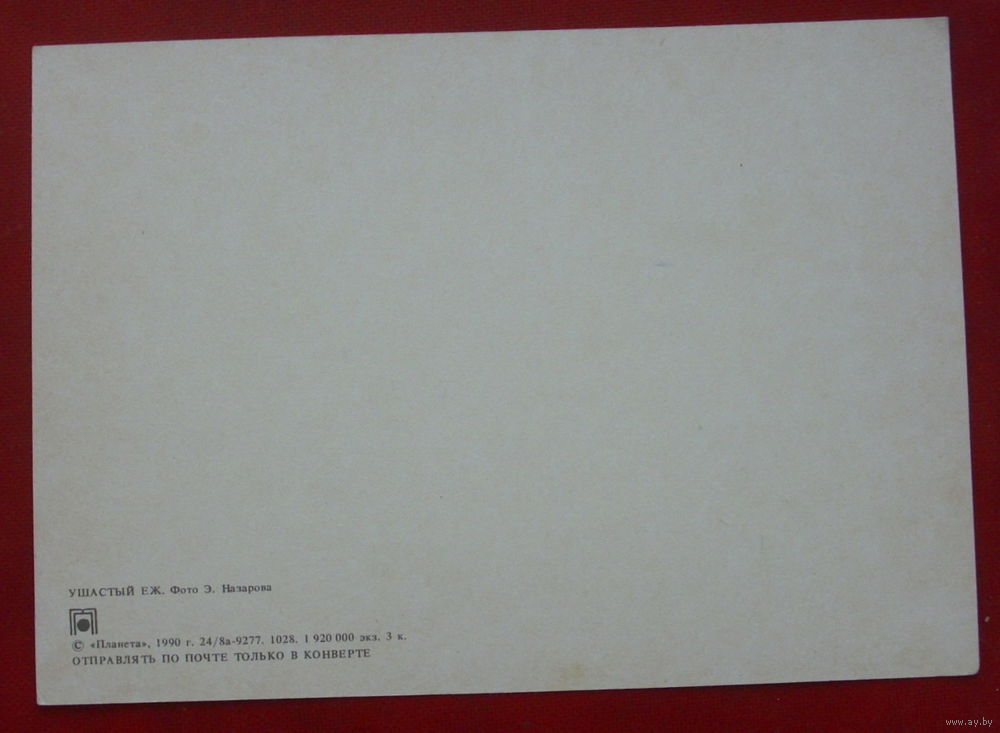 УШАСТЫЙ ЕЖ. Фото Э. Назарова
© «Планета», 1990 г. 24/8а-9277. 1028. 1 920 000 экз. 3 к.
ОТПРАВЛЯТЬ ПО ПОЧТЕ ТОЛЬКО В КОНВЕРТЕ
www.ay.by